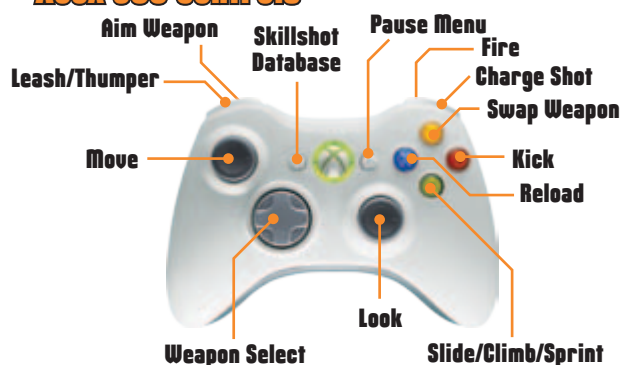 Aim Weapon
Skillshot
Database
Pause Menu
Fire
Leash/Thumper
Charge Shot
Swap Weapon
Move
Kick
Reload
Look
Weapon Select
Slide/Climb/Sprint